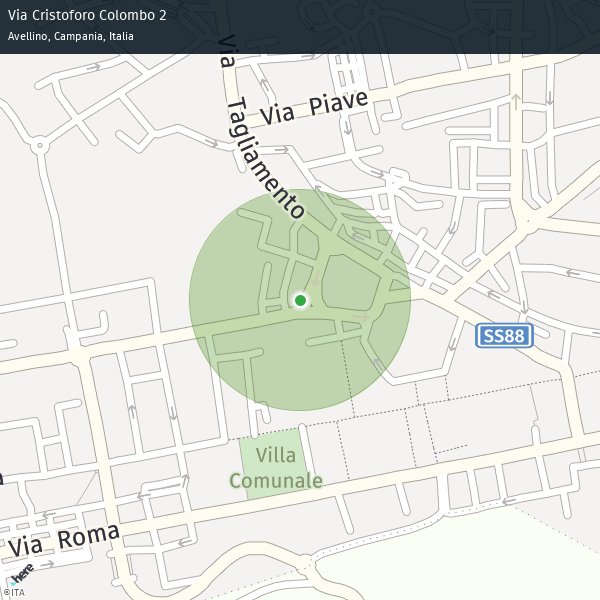 Via Cristoforo Colombo 2
Avellino, Campania, Italia
Via Tagliamento
Via Piave
SS88
Villa
Comunale
a
Via Roma
here
©ITA